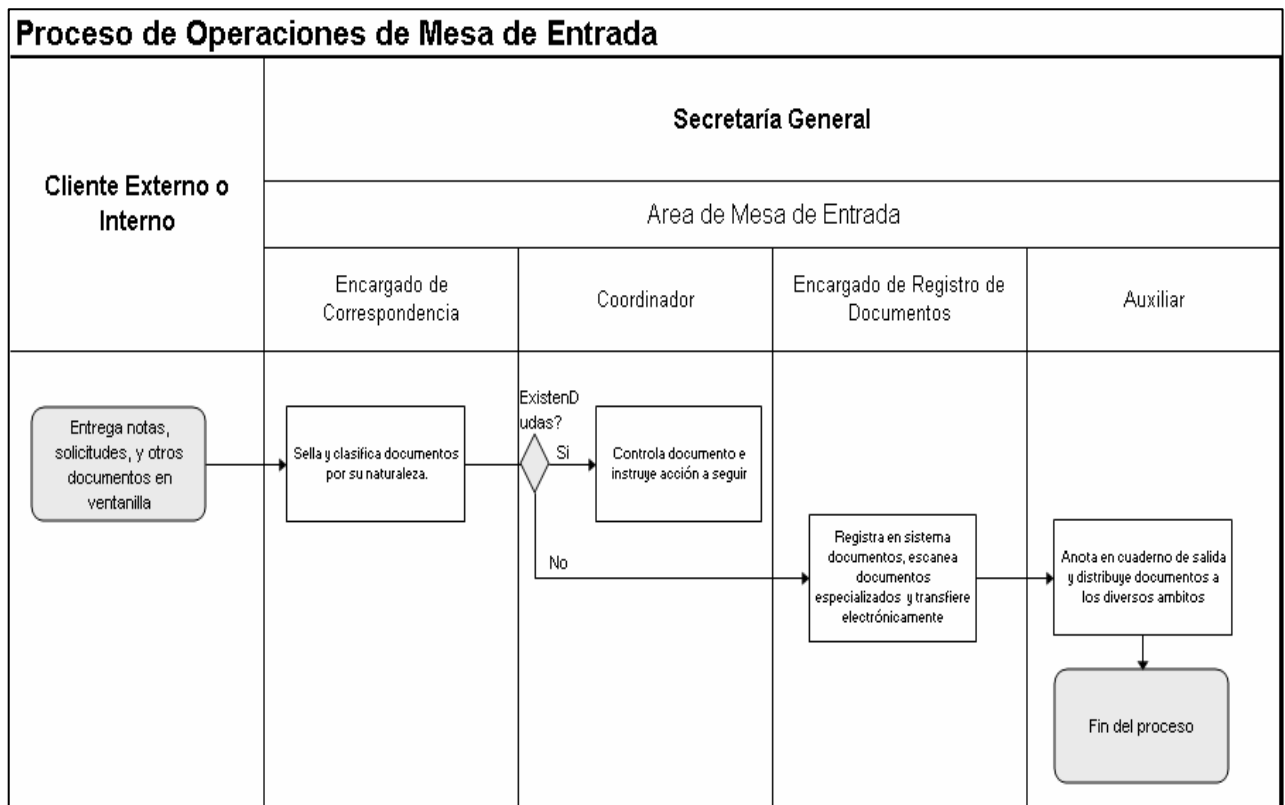 Proceso de Operaciones de Mesa de Entrada
Cliente Externo o
Interno
Secretaría General
Area de Mesa de Entrada
Encargado de
Correspondencia
Coordinador
Encargado de Registro de
Documentos
Auxiliar
Entrega notas,
solicitudes, y otros
documentos en
ventanilla
Sella y clasifica documentos
por su naturaleza.
ExistenD
udas?
Si
Controla documento e
instruye acción a seguir
No
Registra en sistema
documentos, escanea
documentos
especializados y transfiere
electrónicamente
Anota en cuaderno de salida
y distribuye documentos a
los diversos ambitos
Fin del proceso